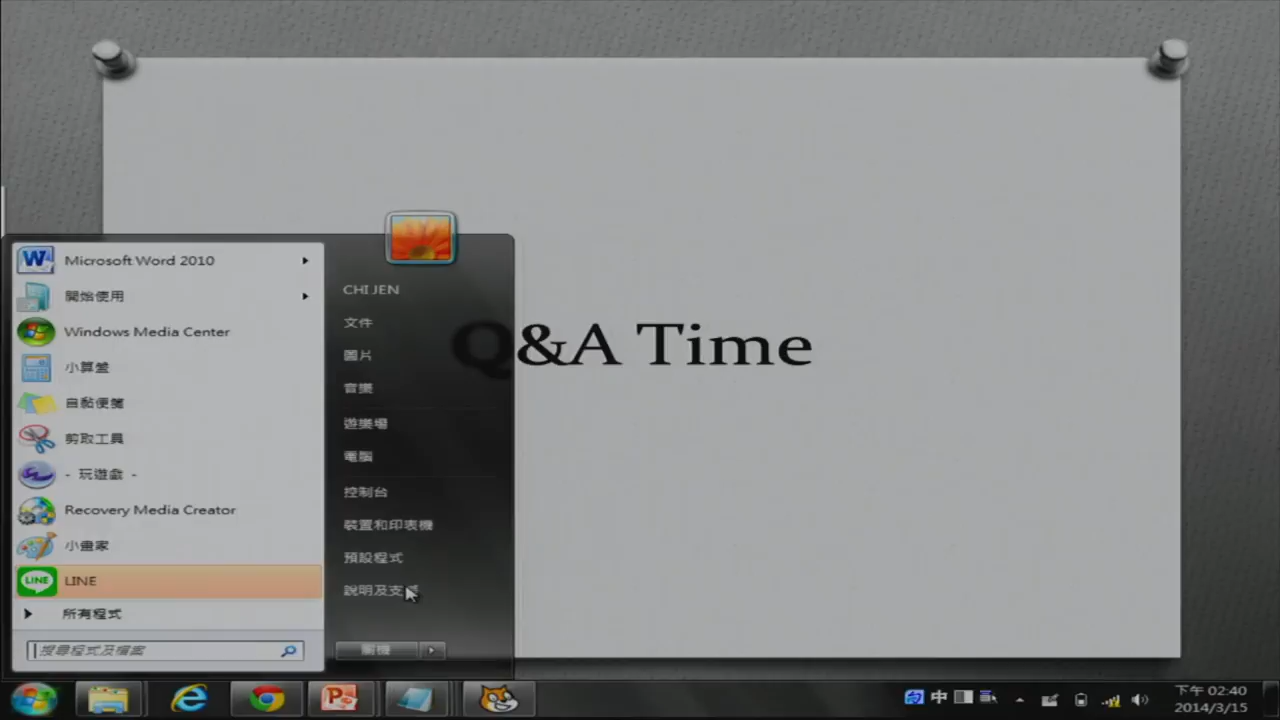 Q&A Time
Microsoft Word 2010
開始使用
Windows Media Center
小算盤
自黏便箋
剪取工具
- 玩遊戲 -
Recovery Media Creator
小畫家
LINE
LINE
所有程式
搜尋程式及檔案
CHI JEN
文件
圖片
音樂
遊樂場
電腦
控制台
裝置和印表機
預設程式
說明及支援
關機
中
下午 02:40
2014/3/15